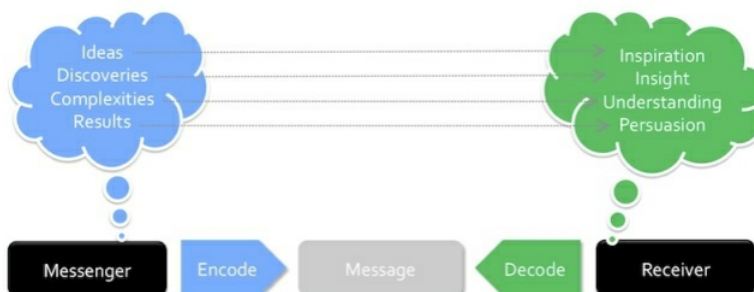 Ideas
Discoveries
Complexities
Results
Inspiration
Insight
Understanding
Persuasion
Messenger
Encode
Message
Decode
Receiver